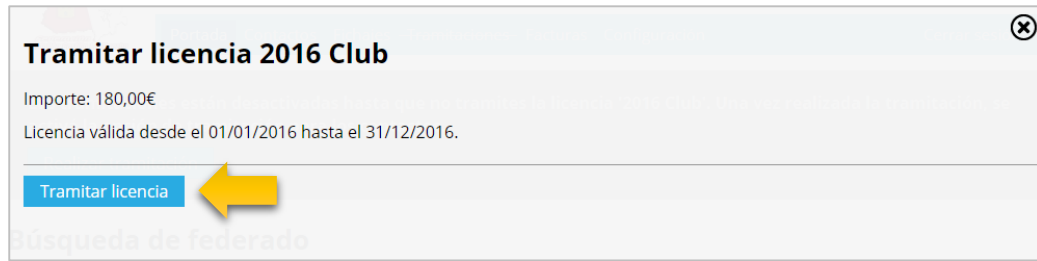 Tramitar licencia 2016 Club
Importe: 180,00€
Licencia válida desde el 01/01/2016 hasta el 31/12/2016.
Tramitar licencia
Búsqueda de federado